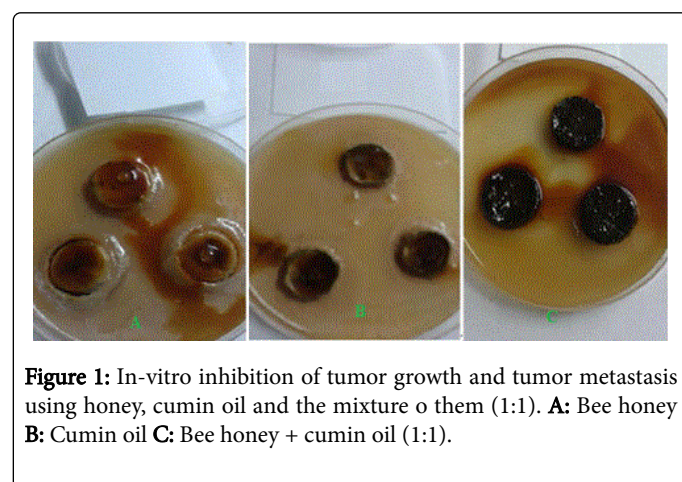 A
B
C
Figure 1: In-vitro inhibition of tumor growth and tumor metastasis
using honey, cumin oil and the mixture o them (1:1). A: Bee honey
B: Cumin oil C: Bee honey + cumin oil (1:1).